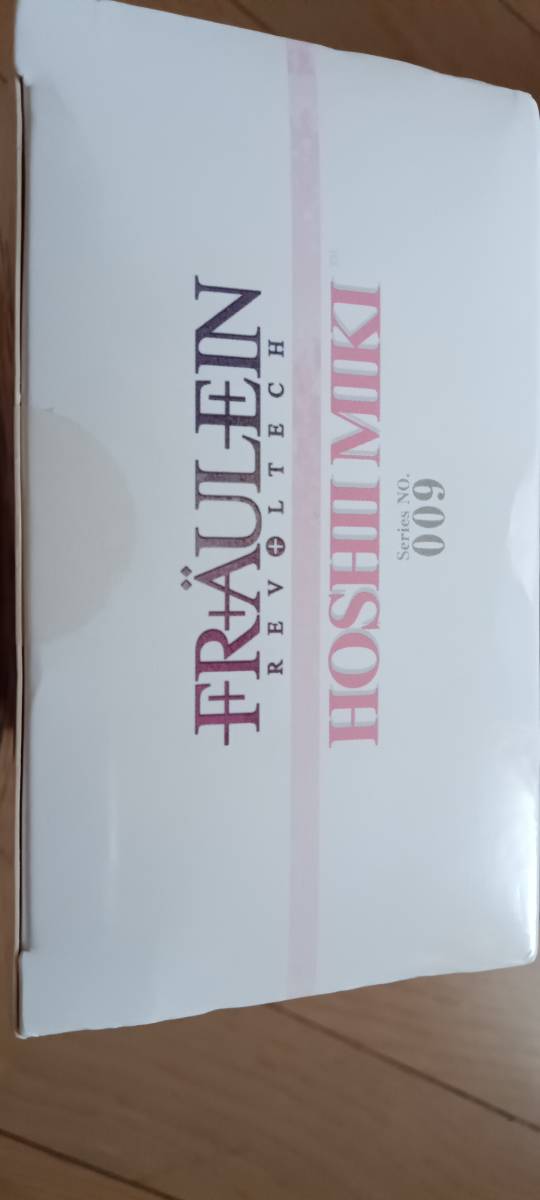 FRÄULEIN
REVOLTECH
HOSHII MIKI
Series NO.
009